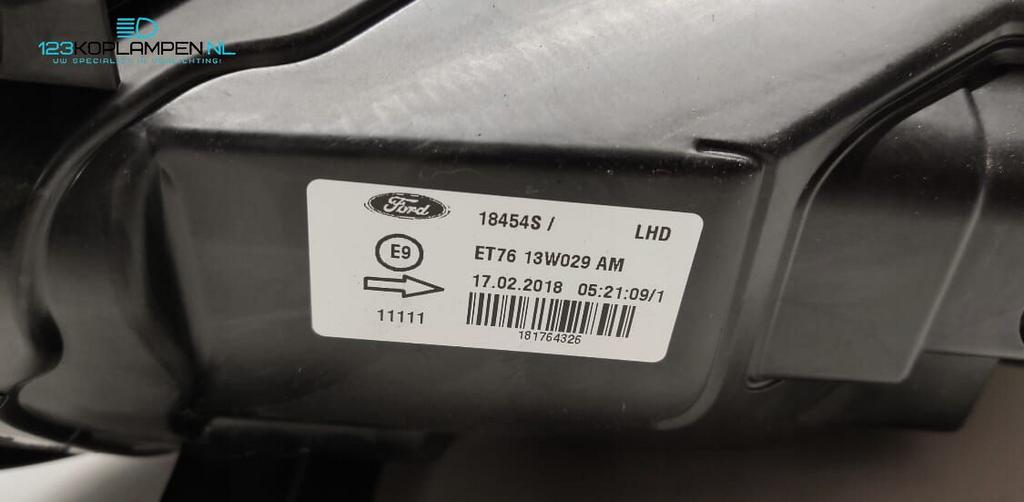 123KOPLAMPEN.NL
UW SPECIALIST IN VERLICHTING!
Ford
18454S /
LHD
E9
ET76 13W029 AM
17.02.2018 05:21:09/1
11111
181764326